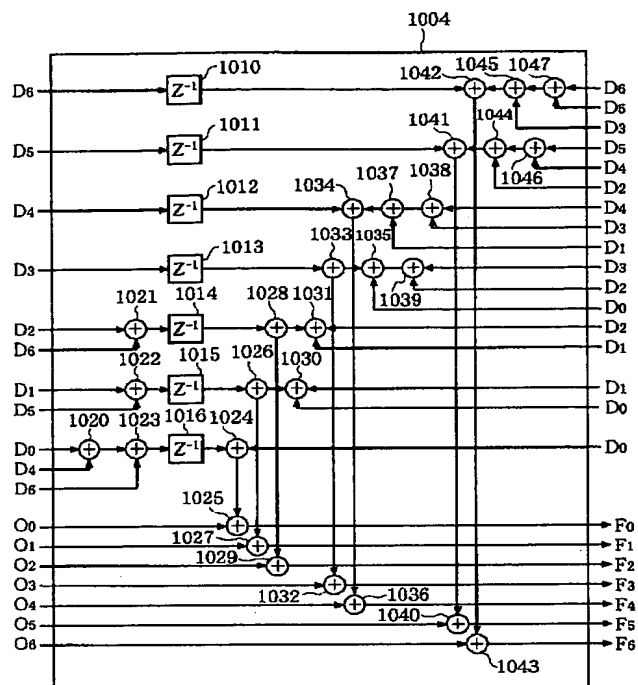 1004
1010 1042 1045 1047
D6 Z⁻¹ D6
D6
1011 1041 1044 D3
D5 Z⁻¹ D5
1046 D4
1012 1034 1037 1038 D2
D4 Z⁻¹ D4
D3
1013 1033 1035 D1
D3 Z⁻¹ D3
1039 D2
1021 1014 1028 1031 D0
D2 Z⁻¹ D2
D6 D1
1022 1015 1026 1030
D1 Z⁻¹ D1
D5 D0
1020 1023 1016 1024
D0 Z⁻¹ D0
D4
D6
1025
O0 F0
O1 1027 F1
O2 1029 F2
O3 F3
O4 1032 1036 F4
O5 1040 F5
O6 F6
1043